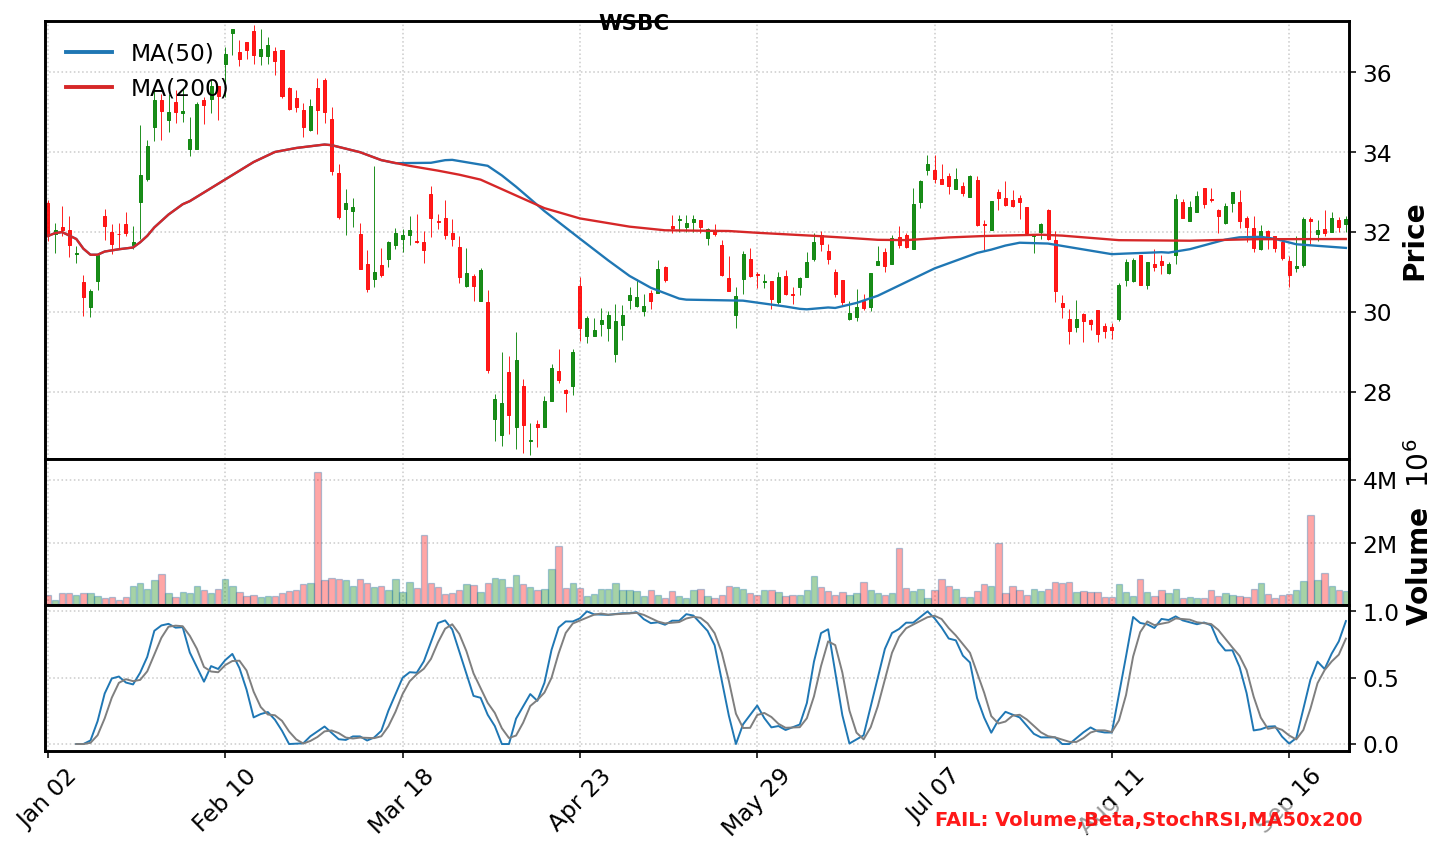 WSBC
MA(50)
MA(200)
36
34
32
30
28
Price
4M
2M
Volume 10^6
1.0
0.5
0.0
Jan 02
Feb 10
Mar 18
Apr 23
May 29
Jul 07
Aug 11
Sep 16
FAIL: Volume,Beta,StochRSI,MA50x200